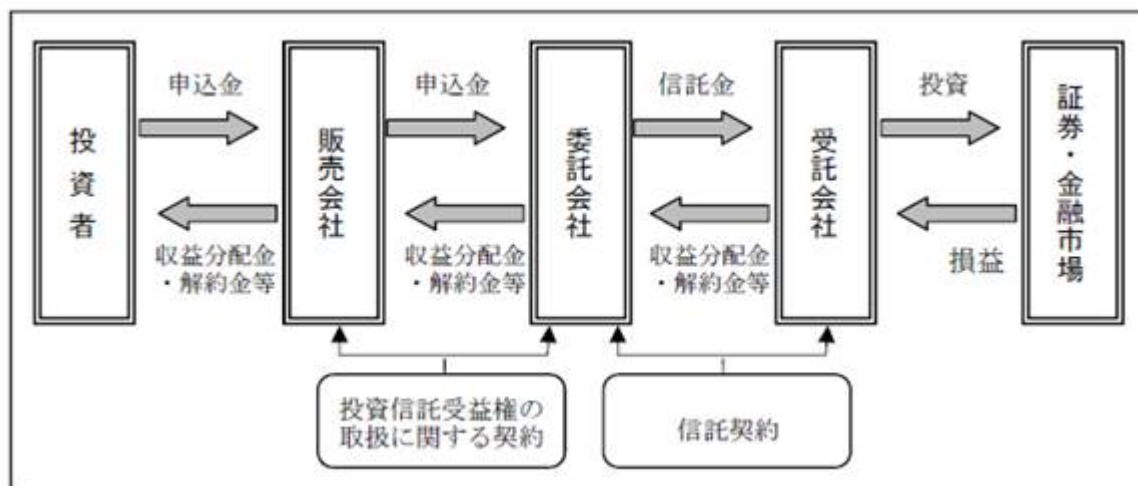 投資者
申込金
収益分配金
・解約金等
販売会社
申込金
収益分配金
・解約金等
委託会社
信託金
収益分配金
・解約金等
受託会社
投資
損益
証券・金融市場
投資信託受益権の
取扱に関する契約
信託契約